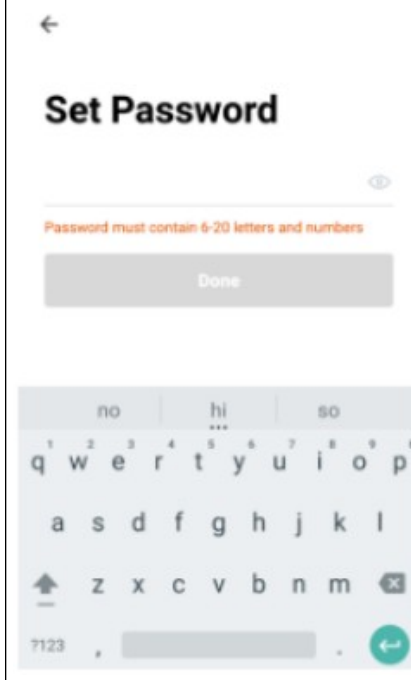 Set Password
Password must contain 6-20 letters and numbers
Done
no hi so
1 2 3 4 5 6 7 8 9
q w e r t y u i o p
a s d f g h j k l
z x c v b n m
?123 , .